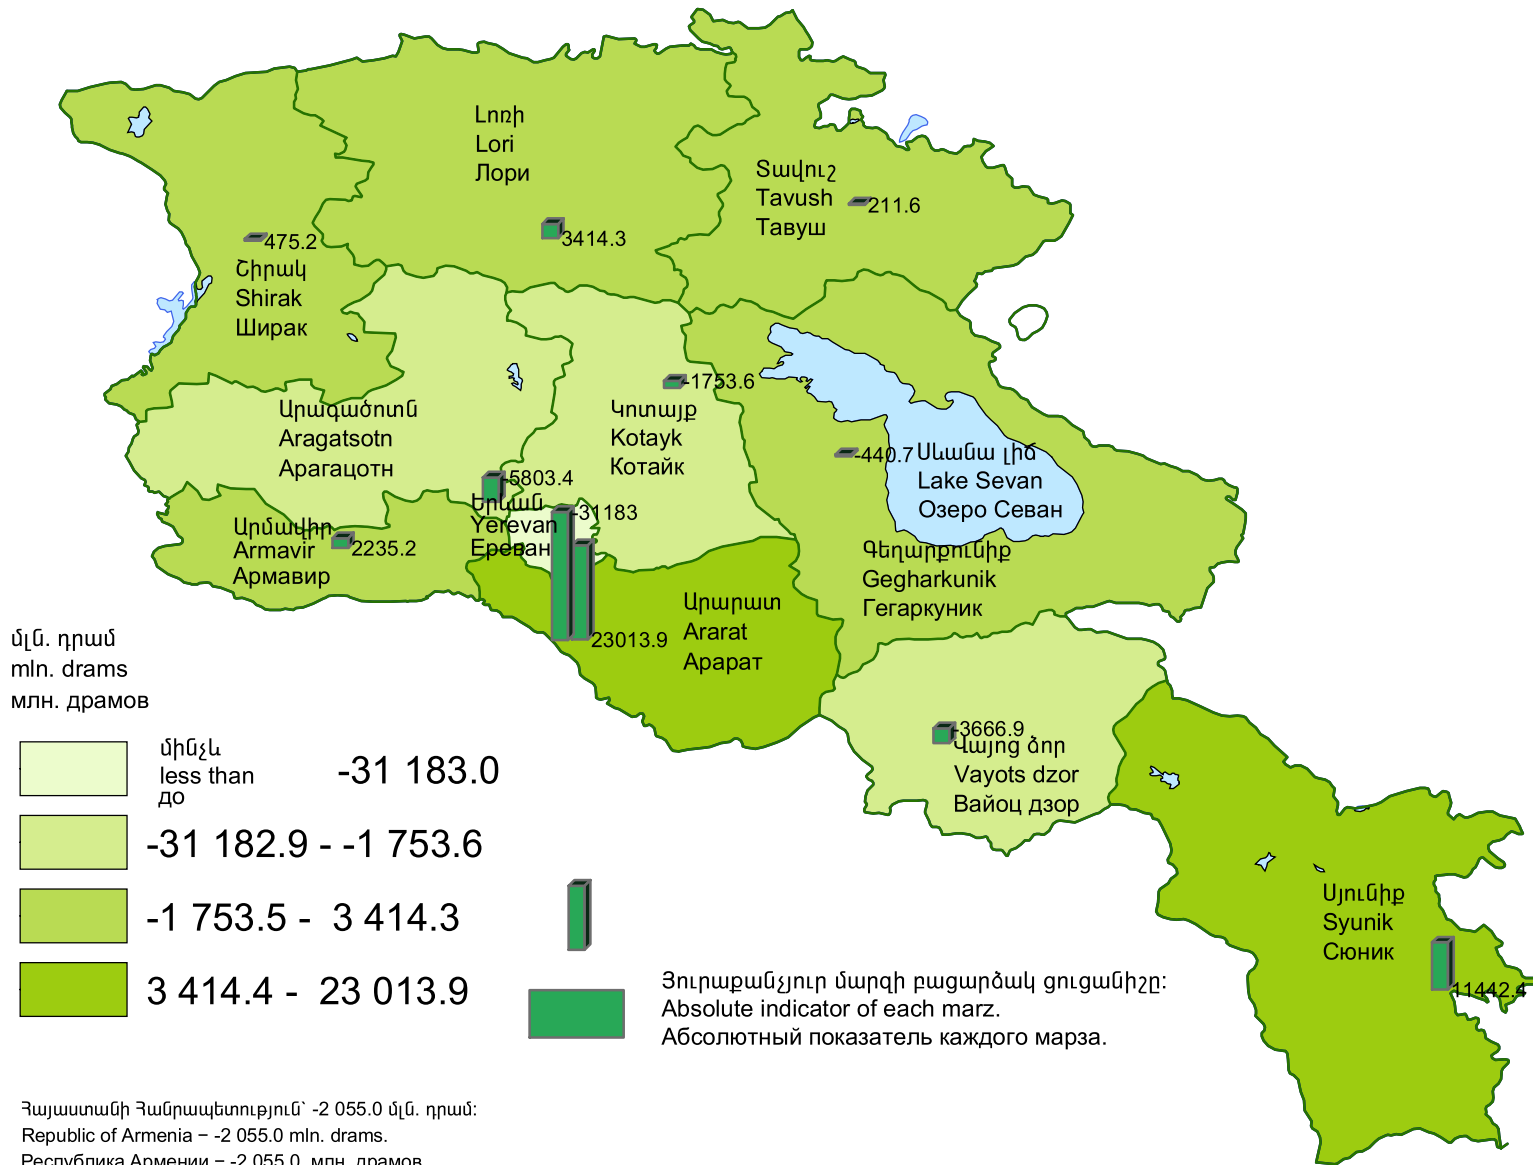 Լոռի
Lori
Лори
3414.3
Տավուշ
Tavush
Тавуш
211.6
475.2
Շիրակ
Shirak
Ширак
-1753.6
Արագածոտն
Aragatsotn
Арагацотн
Կոտայք
Kotayk
Котайк
-440.7
Սևանա լիճ
Lake Sevan
Озеро Севан
-5803.4
Երևան
Yerevan
Ереван
-31183
Արմավիր
Armavir
Армавир
2235.2
Գեղարքունիք
Gegharkunik
Гегаркуник
Արարատ
Ararat
Арарат
23013.9
-3666.9
Վայոց ձոր
Vayots dzor
Вайоц дзор
Սյունիք
Syunik
Сюник
11442.4
մլն. դրամ
mln. drams
млн. драмов
մինչև
less than -31 183.0
до
-31 182.9 - -1 753.6
-1 753.5 - 3 414.3
3 414.4 - 23 013.9
Յուրաքանչյուր մարզի բացարձակ ցուցանիշը:
Absolute indicator of each marz.
Абсолютный показатель каждого марза.
Հայաստանի Հանրապետություն` -2 055.0 մլն. դրամ:
Republic of Armenia − -2 055.0 mln. drams.
Республика Армении − -2 055.0 млн. драмов